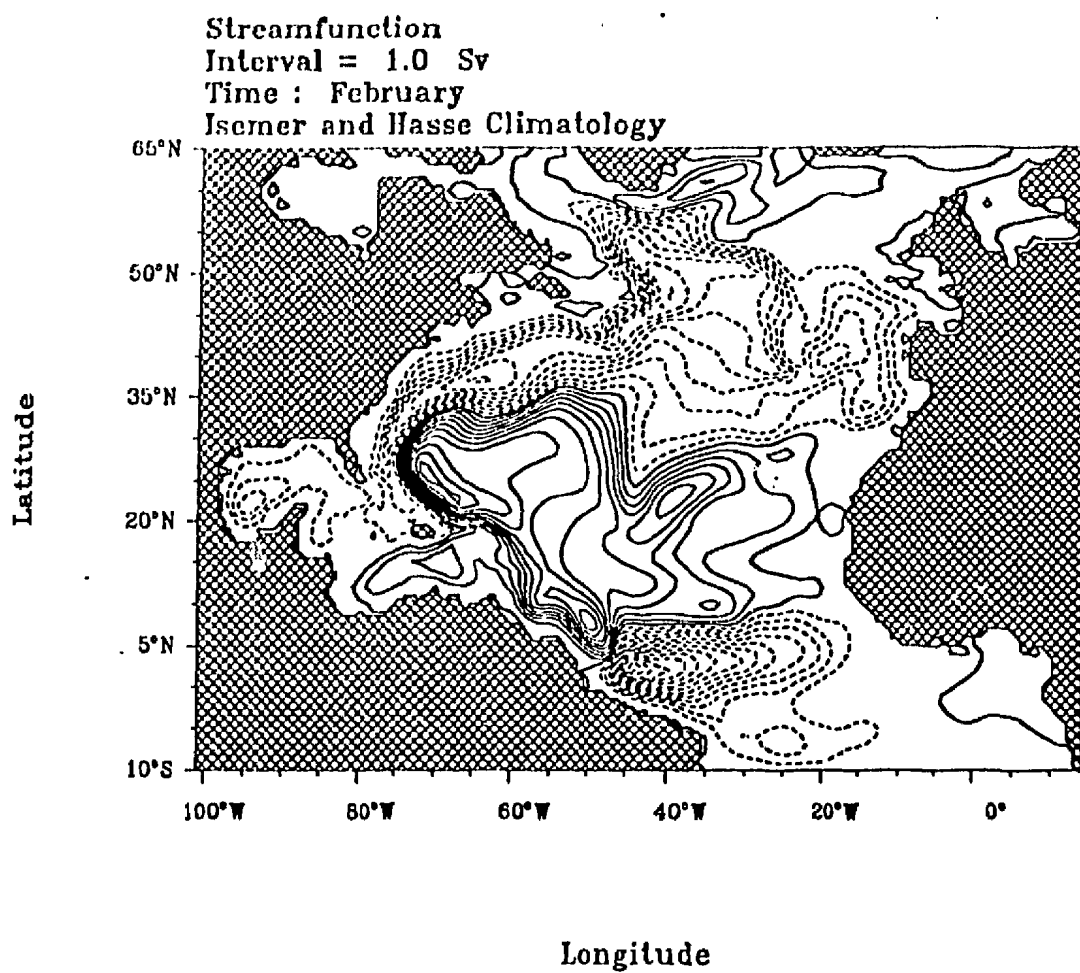 Streamfunction
Interval = 1.0 Sv
Time : February
Isemer and Hasse Climatology
65°N
50°N
35°N
20°N
5°N
10°S
Latitude
100°W 80°W 60°W 40°W 20°W 0°
Longitude